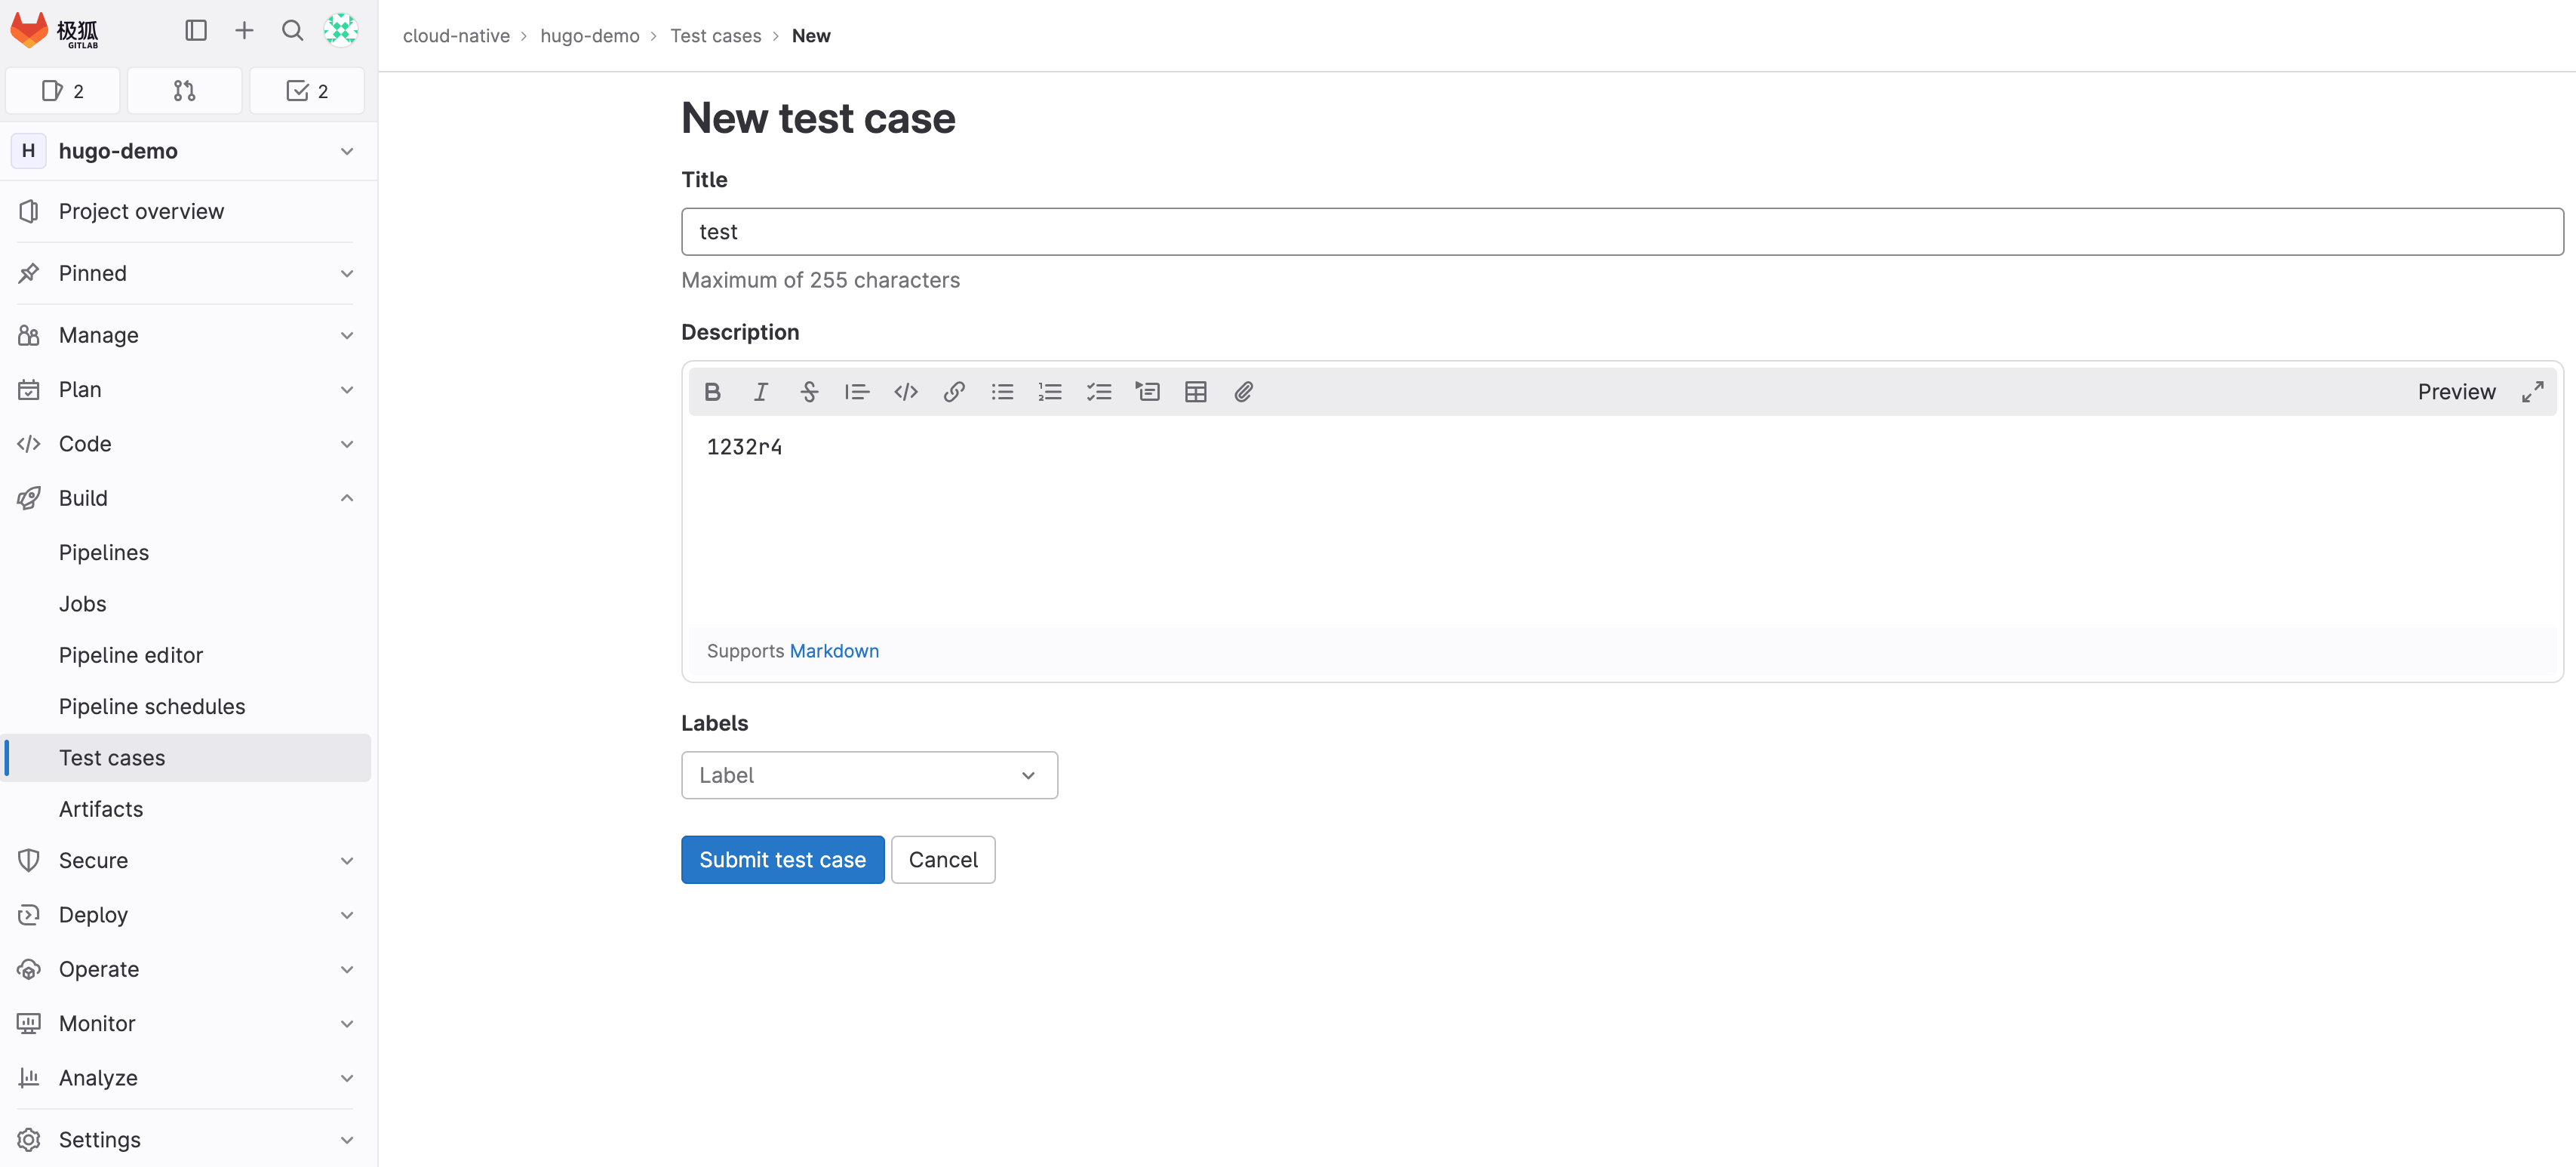 极狐
GITLAB
2
2
H hugo-demo
Project overview
Pinned
Manage
Plan
Code
Build
Pipelines
Jobs
Pipeline editor
Pipeline schedules
Test cases
Artifacts
Secure
Deploy
Operate
Monitor
Analyze
Settings
cloud-native › hugo-demo › Test cases › New
New test case
Title
test
Maximum of 255 characters
Description
Preview
1232r4
Supports Markdown
Labels
Label
Submit test case Cancel